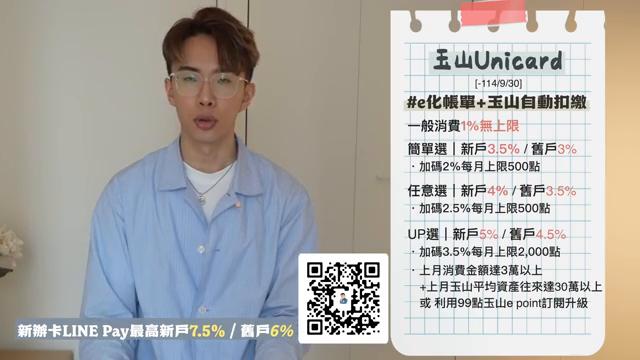 玉山Unicard
[-114/9/30]
#e化帳單+玉山自動扣繳
一般消費1%無上限
簡單選｜新戶3.5% / 舊戶3%
．加碼2%每月上限500點
任意選｜新戶4% / 舊戶3.5%
．加碼2.5%每月上限500點
UP選｜新戶5% / 舊戶4.5%
．加碼3.5%每月上限2,000點
．上月消費金額達3萬以上
+上月玉山平均資產往來達30萬以上
或 利用99點玉山e point訂閱升級
新辦卡LINE Pay最高新戶7.5% / 舊戶6%